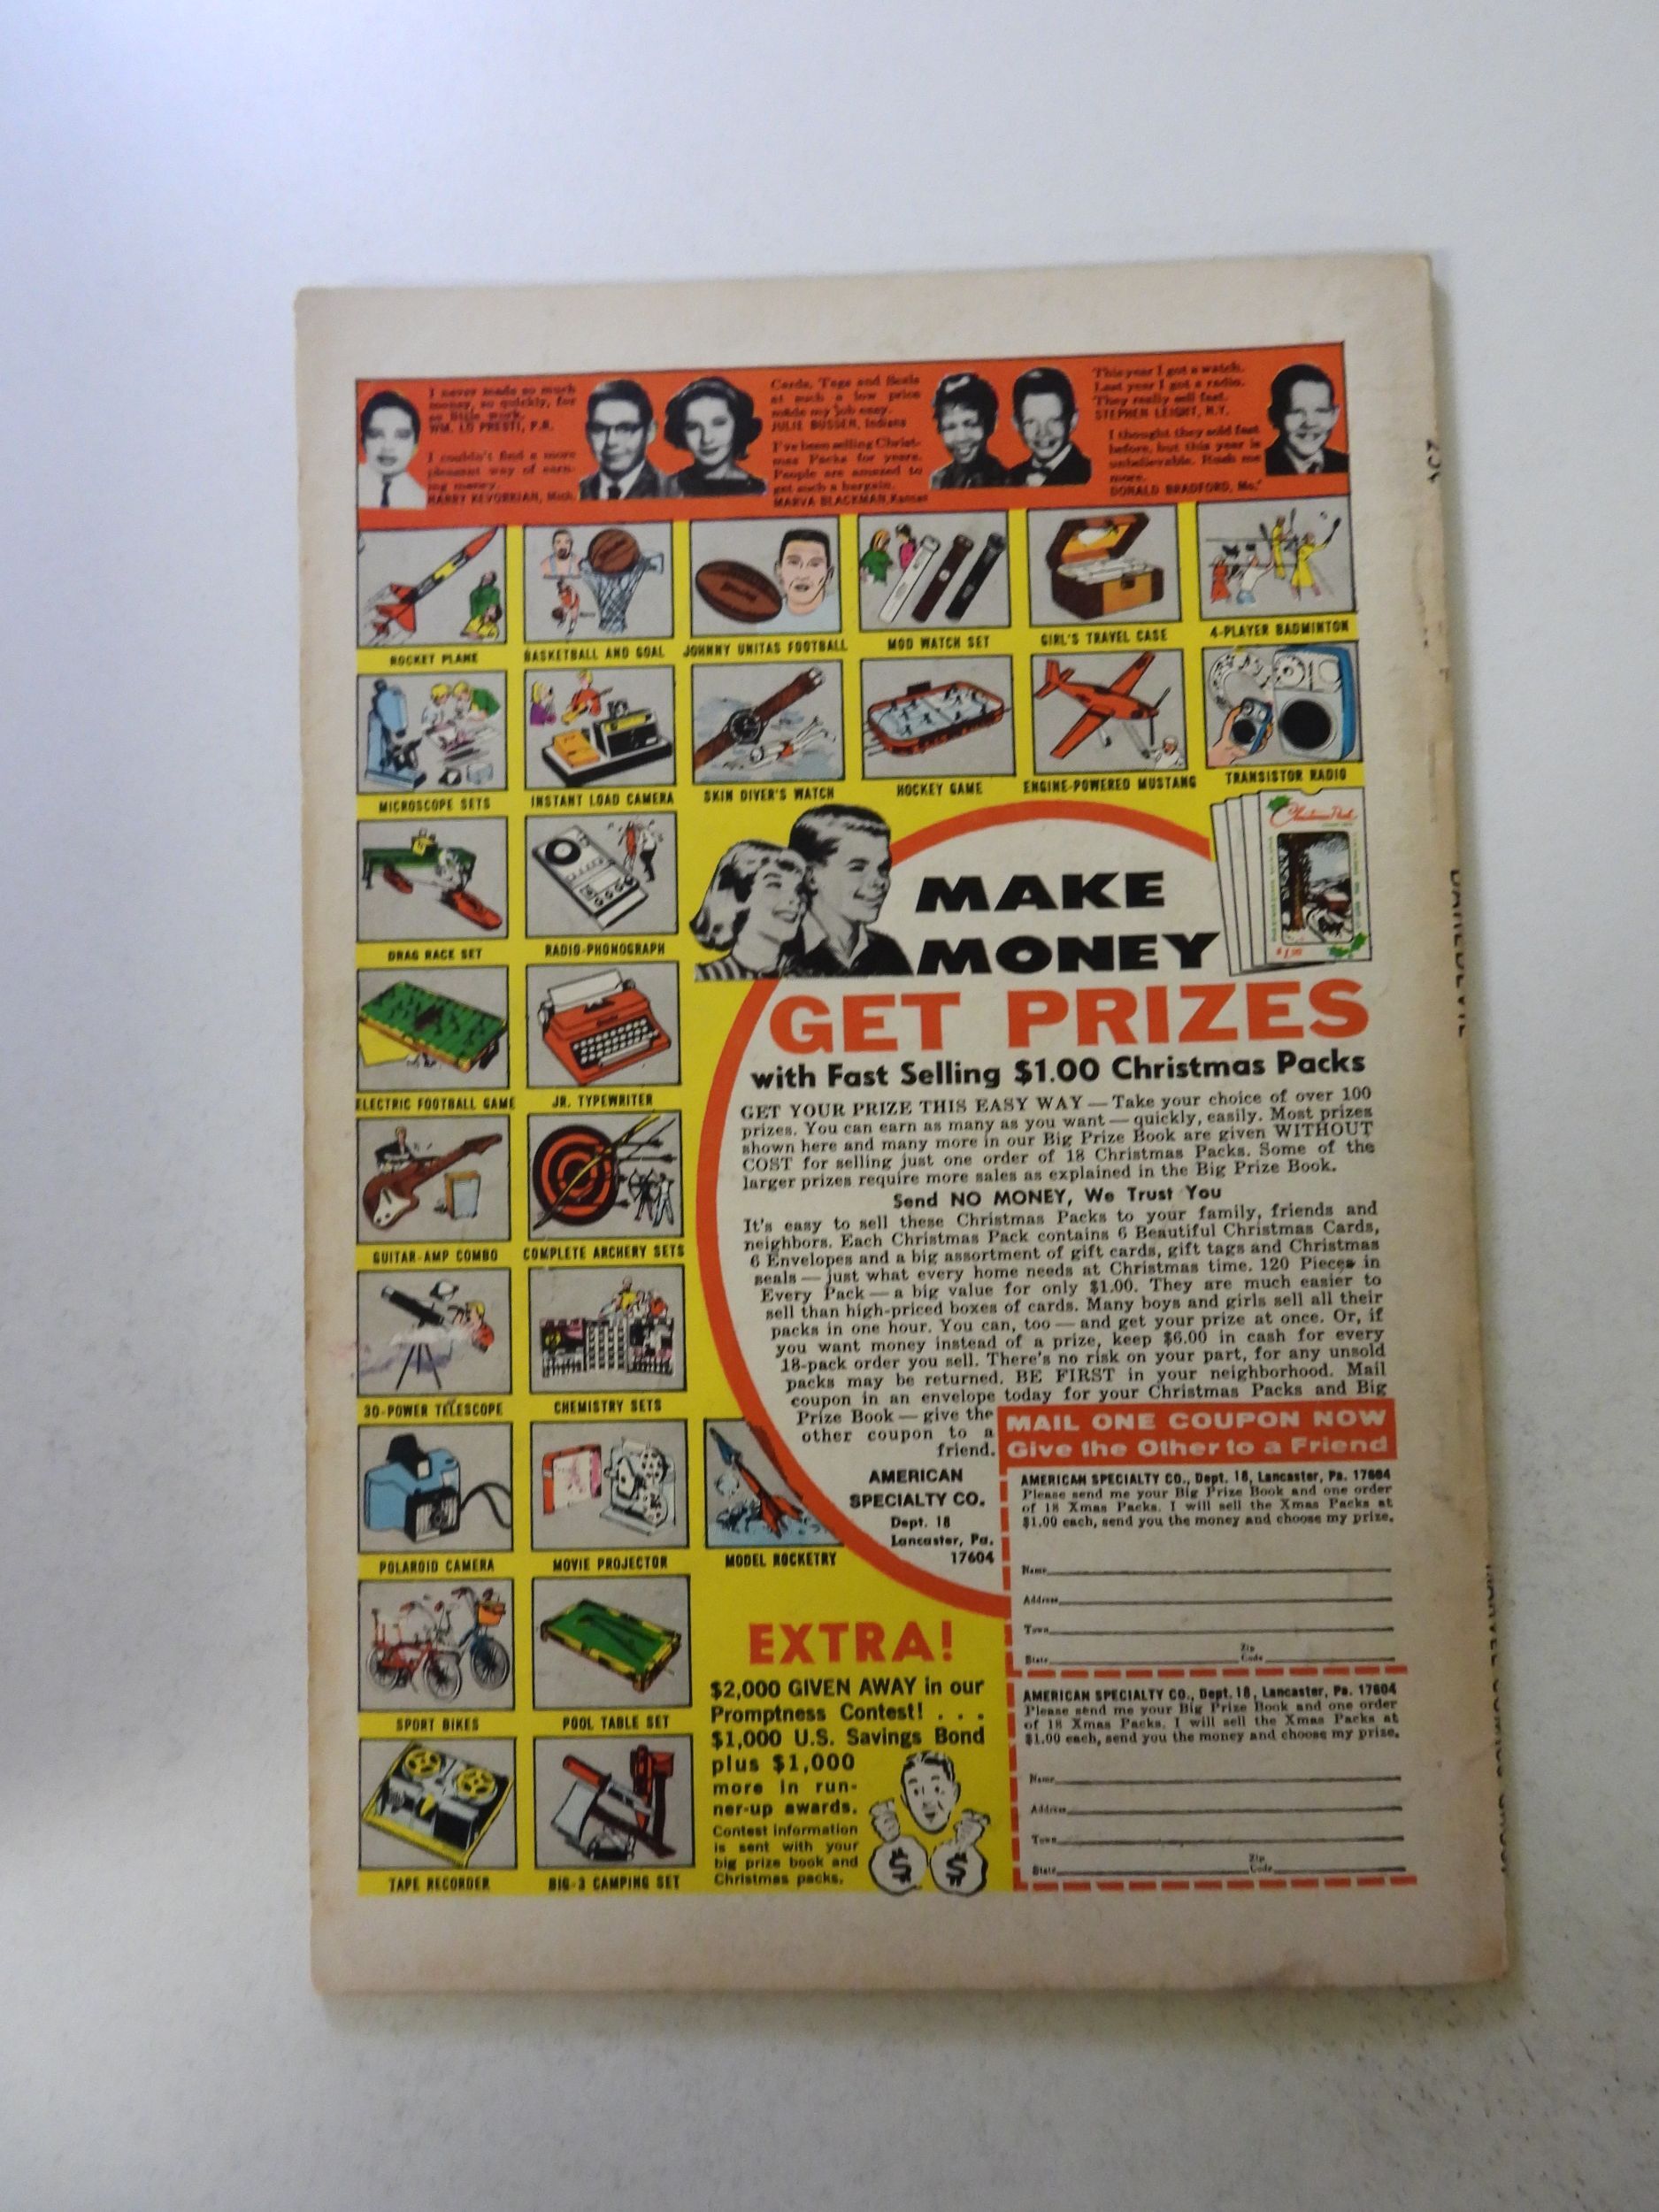 I never made so much
money, so quickly, for
so little work.
WM. LO PRESTI, P.R.
I couldn't find a more
pleasant way of earn-
ing money.
HARRY KEVORKIAN, Mich.
Cards, Tags and Seals
at such a low price
made my job easy.
JULIE BUSSEN, Indiana
I've been selling Christ-
mas Packs for years.
People are amazed to
get such a bargain.
MARVA BLACKMAN, Kansas
This year I got a watch.
Last year I got a radio.
They really sell fast.
STEPHEN LEIGHT, N.Y.
I thought they sold fast
before, but this year is
unbelievable. Rush me
more.
DONALD BRADFORD, Mo.
ROCKET PLANE
BASKETBALL AND GOAL
JOHNNY UNITAS FOOTBALL
MOD WATCH SET
GIRL'S TRAVEL CASE
4-PLAYER BADMINTON
MICROSCOPE SETS
INSTANT LOAD CAMERA
SKIN DIVER'S WATCH
HOCKEY GAME
ENGINE-POWERED MUSTANG
TRANSISTOR RADIO
DRAG RACE SET
RADIO-PHONOGRAPH
ELECTRIC FOOTBALL GAME
JR. TYPEWRITER
GUITAR-AMP COMBO
COMPLETE ARCHERY SETS
30-POWER TELESCOPE
CHEMISTRY SETS
POLAROID CAMERA
MOVIE PROJECTOR
MODEL ROCKETRY
SPORT BIKES
POOL TABLE SET
TAPE RECORDER
BIG-3 CAMPING SET
$1.00
MAKE
MONEY
GET PRIZES
with Fast Selling $1.00 Christmas Packs
GET YOUR PRIZE THIS EASY WAY — Take your choice of over 100
prizes. You can earn as many as you want — quickly, easily. Most prizes
shown here and many more in our Big Prize Book are given WITHOUT
COST for selling just one order of 18 Christmas Packs. Some of the
larger prizes require more sales as explained in the Big Prize Book.
Send NO MONEY, We Trust You
It's easy to sell these Christmas Packs to your family, friends and
neighbors. Each Christmas Pack contains 6 Beautiful Christmas Cards,
6 Envelopes and a big assortment of gift cards, gift tags and Christmas
seals — just what every home needs at Christmas time. 120 Pieces in
Every Pack — a big value for only $1.00. They are much easier to
sell than high-priced boxes of cards. Many boys and girls sell all their
packs in one hour. You can, too — and get your prize at once. Or, if
you want money instead of a prize, keep $6.00 in cash for every
18-pack order you sell. There's no risk on your part, for any unsold
packs may be returned. BE FIRST in your neighborhood. Mail
coupon in an envelope today for your Christmas Packs and Big
Prize Book — give the
other coupon to a
friend.
AMERICAN
SPECIALTY CO.
Dept. 18
Lancaster, Pa.
17604
MAIL ONE COUPON NOW
Give the Other to a Friend
AMERICAN SPECIALTY CO., Dept. 18, Lancaster, Pa. 17604
Please send me your Big Prize Book and one order
of 18 Xmas Packs. I will sell the Xmas Packs at
$1.00 each, send you the money and choose my prize.
Name
Address
Town
State Zip Code
AMERICAN SPECIALTY CO., Dept. 18, Lancaster, Pa. 17604
Please send me your Big Prize Book and one order
of 18 Xmas Packs. I will sell the Xmas Packs at
$1.00 each, send you the money and choose my prize.
Name
Address
Town
State Zip Code
EXTRA!
$2,000 GIVEN AWAY in our
Promptness Contest! . . .
$1,000 U.S. Savings Bond
plus $1,000
more in run-
ner-up awards.
Contest information
is sent with your
big prize book and
Christmas packs.
$ $